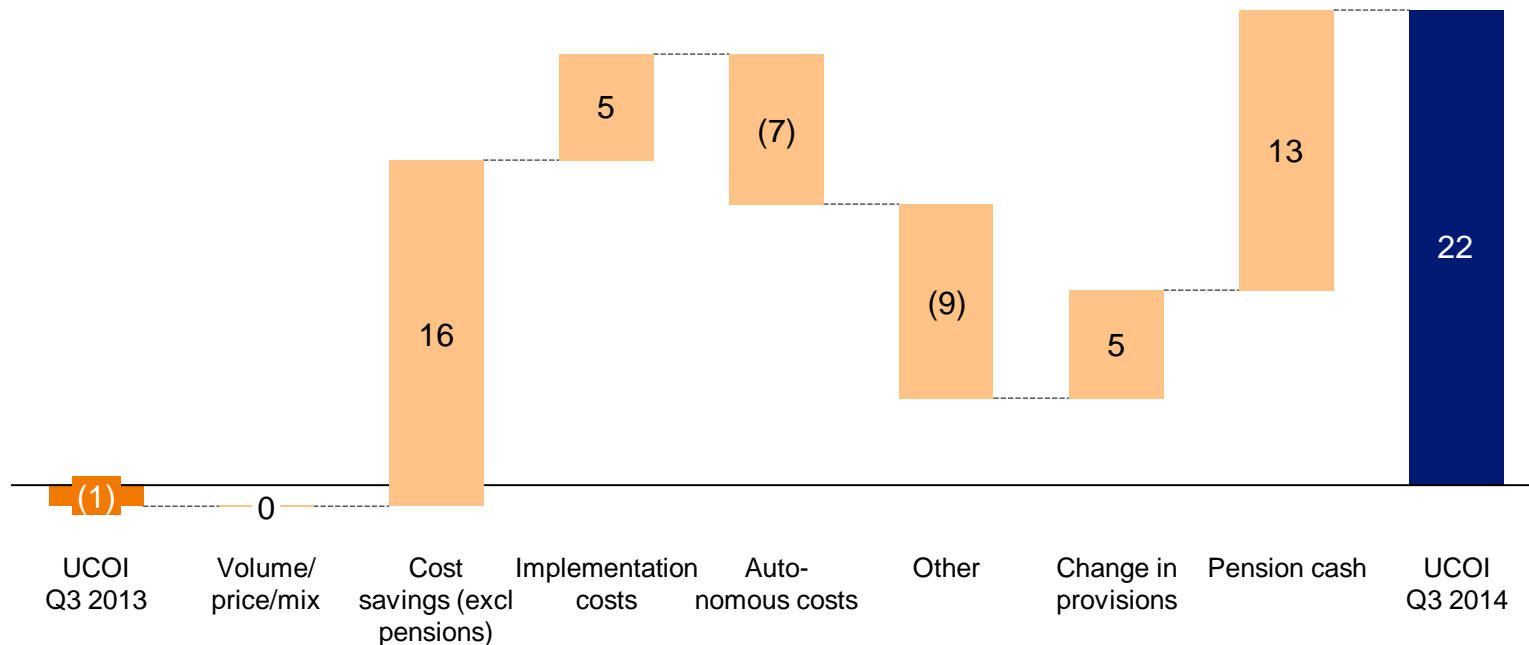 5
(7)
13
22
(9)
16
5
(1)
0
UCOI
Q3 2013
Volume/
price/mix
Cost
savings (excl
pensions)
Implementation
costs
Auto-
nomous costs
Other
Change in
provisions
Pension cash
UCOI
Q3 2014